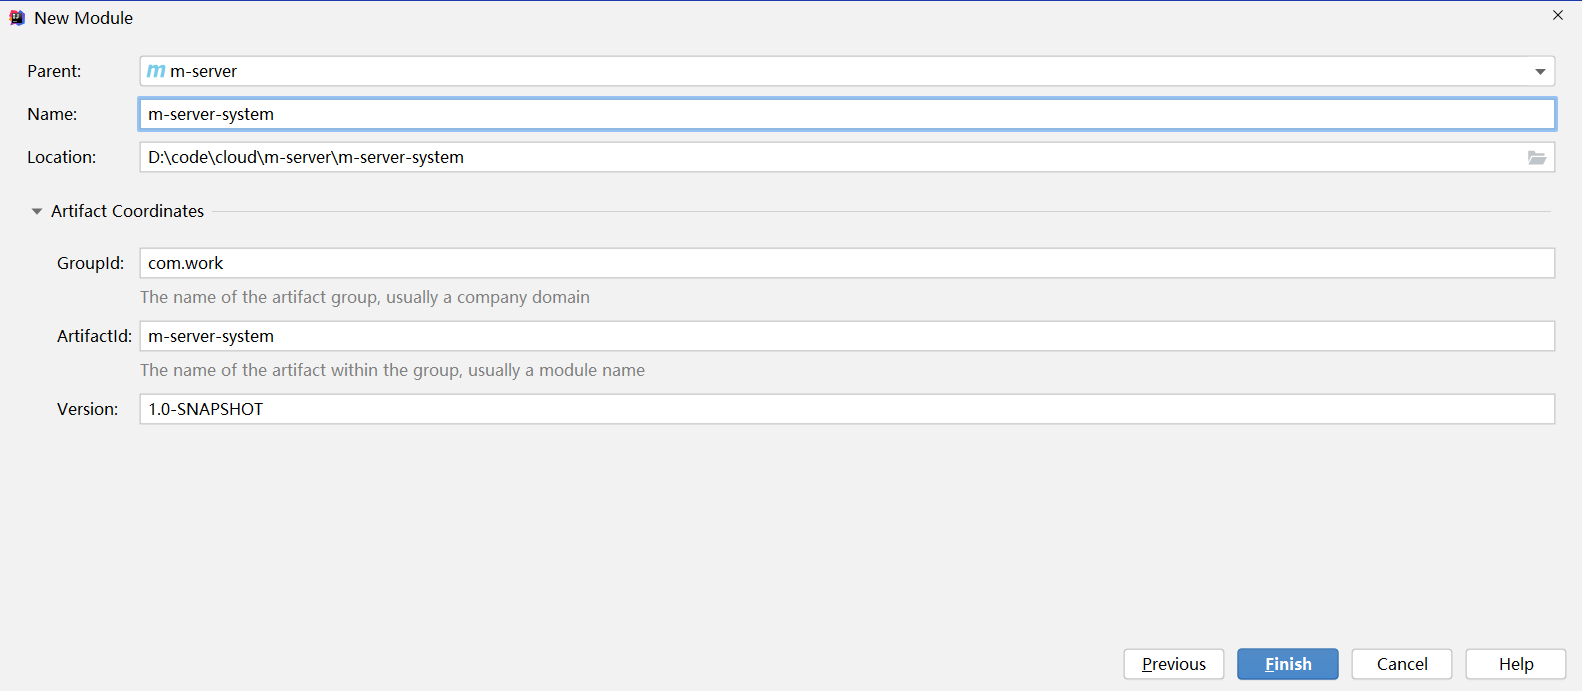 New Module
Parent: m m-server
Name: m-server-system
Location: D:\code\cloud\m-server\m-server-system
Artifact Coordinates
GroupId: com.work
The name of the artifact group, usually a company domain
ArtifactId: m-server-system
The name of the artifact within the group, usually a module name
Version: 1.0-SNAPSHOT
Previous Finish Cancel Help